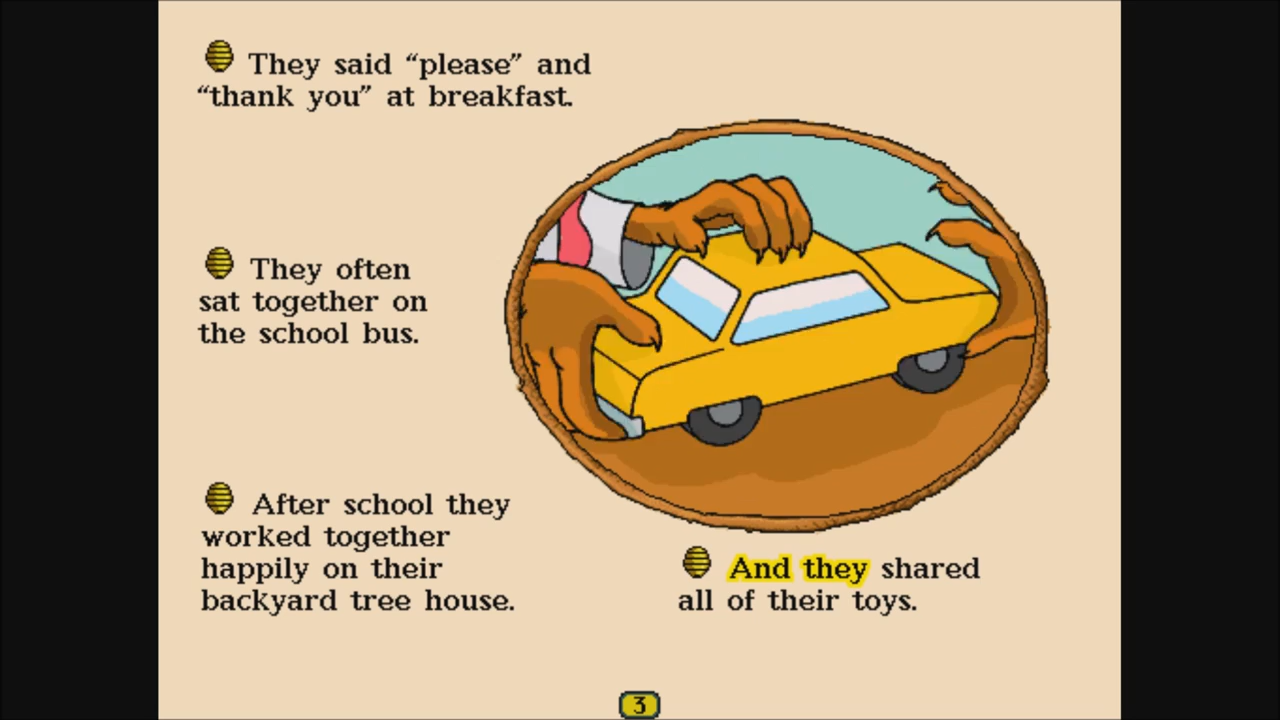 They said “please” and
“thank you” at breakfast.
They often
sat together on
the school bus.
After school they
worked together
happily on their
backyard tree house.
And they shared
all of their toys.
3